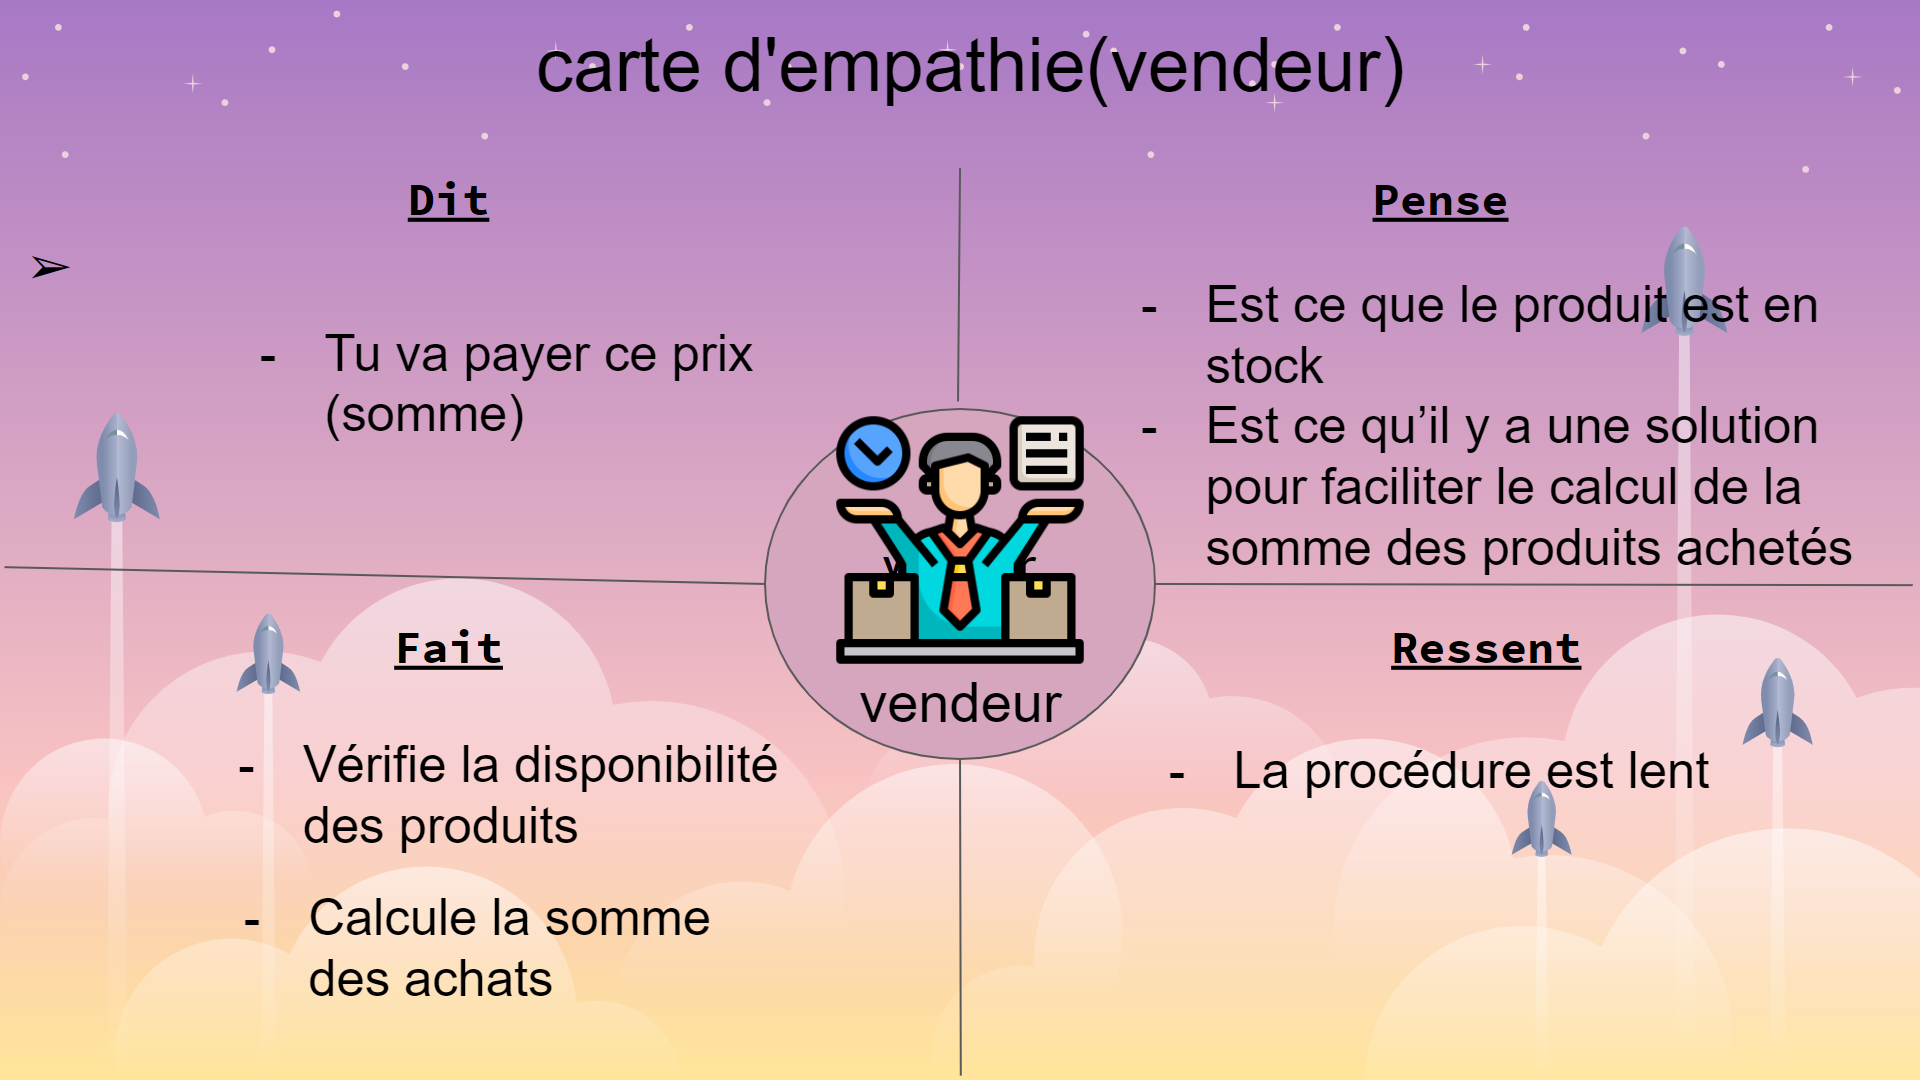 carte d'empathie(vendeur)
Dit
➢
- Tu va payer ce prix
(somme)
Pense
- Est ce que le produit est en
stock
- Est ce qu’il y a une solution
pour faciliter le calcul de la
somme des produits achetés
vendeur
Fait
- Vérifie la disponibilité
des produits
- Calcule la somme
des achats
Ressent
- La procédure est lent